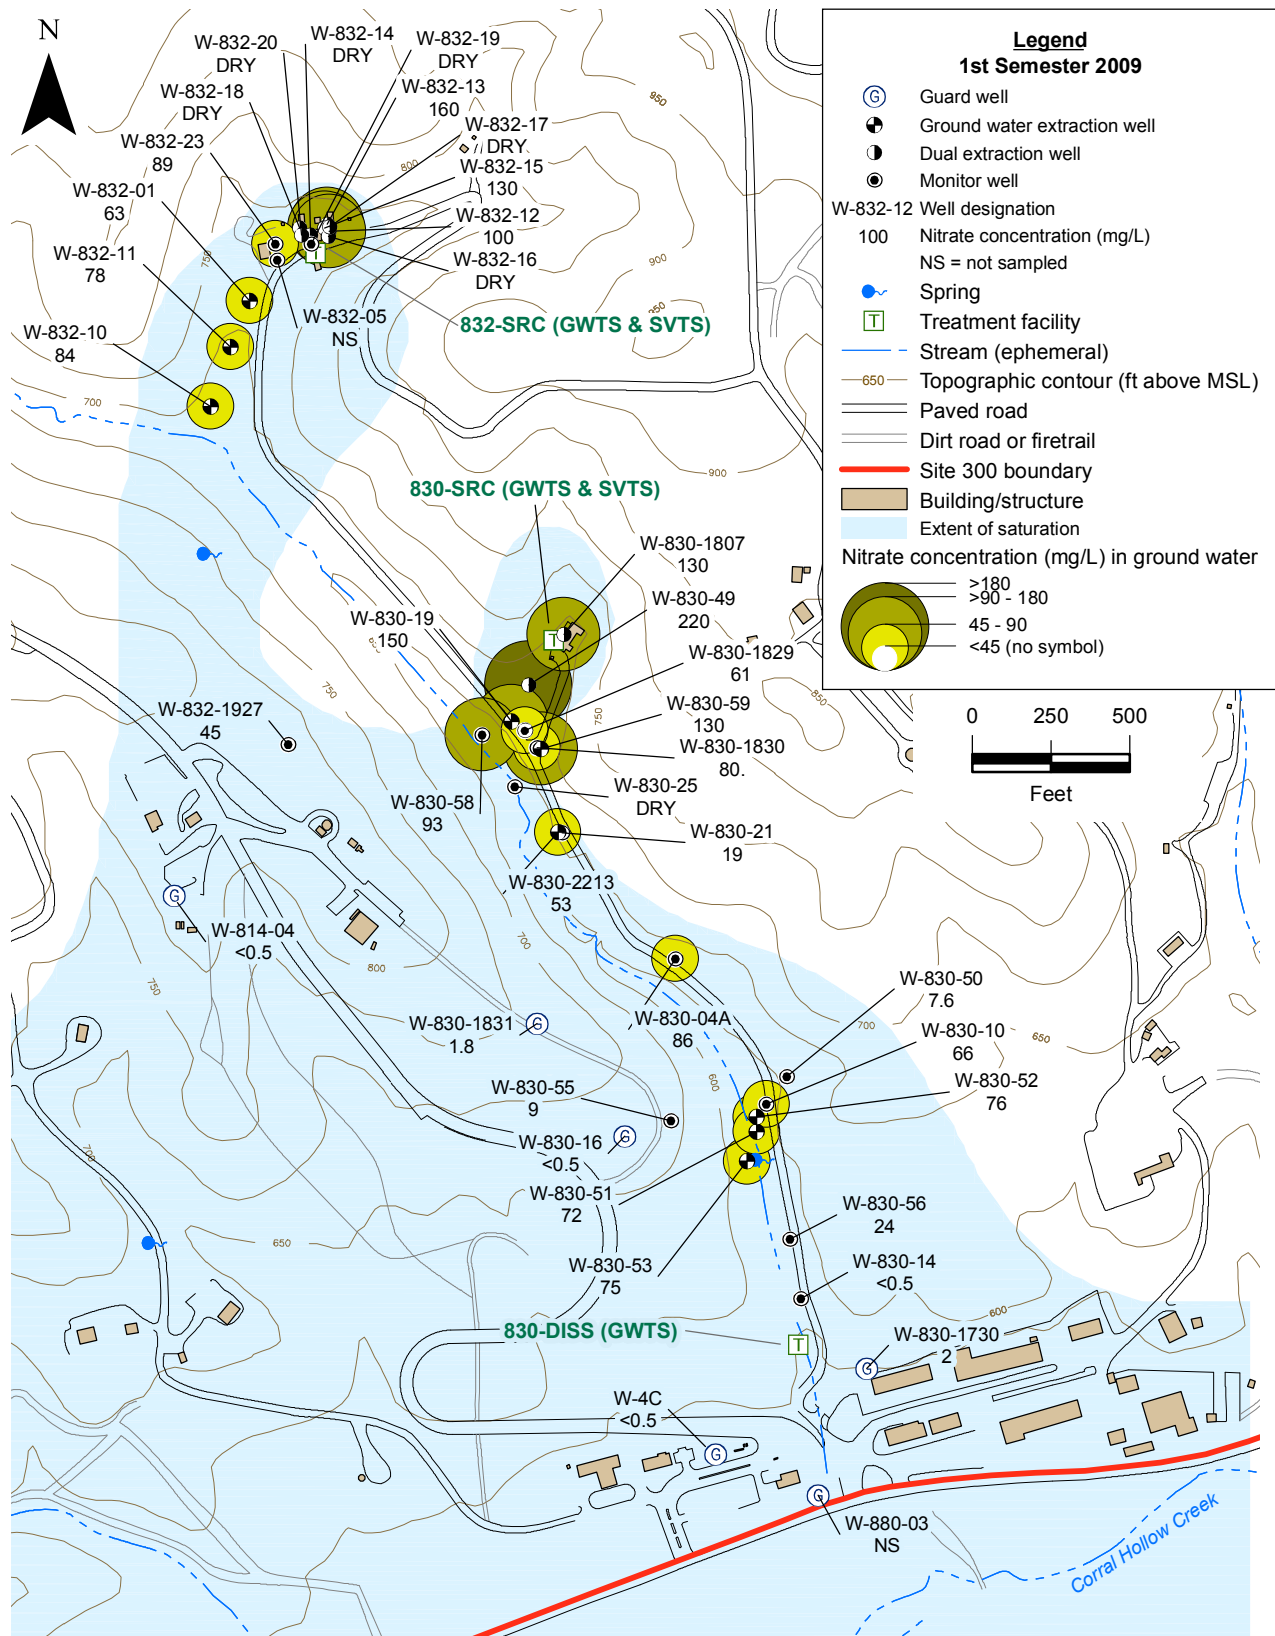 N
W-832-20
DRY
W-832-14
DRY
W-832-19
DRY
W-832-18
DRY
W-832-13
160
W-832-23
89
W-832-17
DRY
W-832-01
63
W-832-15
130
W-832-11
78
W-832-12
100
W-832-16
DRY
W-832-10
84
W-832-05
NS
832-SRC (GWTS & SVTS)
950
800
750
900
700
900
830-SRC (GWTS & SVTS)
W-830-1807
130
W-830-49
220
W-830-19
150
W-830-1829
61
W-832-1927
45
W-830-59
130
W-830-1830
80.
W-830-25
DRY
W-830-58
93
W-830-21
19
W-830-2213
53
750
750
850
W-814-04
<0.5
700
800
750
W-830-04A
86
W-830-50
7.6
W-830-1831
1.8
W-830-10
66
700
650
600
W-830-52
76
W-830-55
9
W-830-16
<0.5
700
W-830-51
72
W-830-56
24
W-830-53
75
650
W-830-14
<0.5
600
830-DISS (GWTS)
W-830-1730
2
W-4C
<0.5
W-880-03
NS
Corral Hollow Creek
Legend
1st Semester 2009
G Guard well
Ground water extraction well
Dual extraction well
Monitor well
W-832-12 Well designation
100 Nitrate concentration (mg/L)
NS = not sampled
Spring
T Treatment facility
Stream (ephemeral)
650 Topographic contour (ft above MSL)
Paved road
Dirt road or firetrail
Site 300 boundary
Building/structure
Extent of saturation
Nitrate concentration (mg/L) in ground water
>180
>90 - 180
45 - 90
<45 (no symbol)
0 250 500
Feet
T
T
T
G
G
G
G
G
G